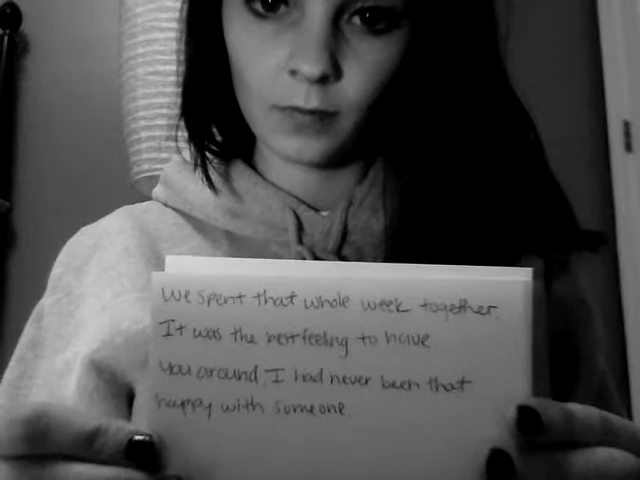 We spent that whole week together.
It was the best feeling to have
you around, I had never been that
happy with someone.